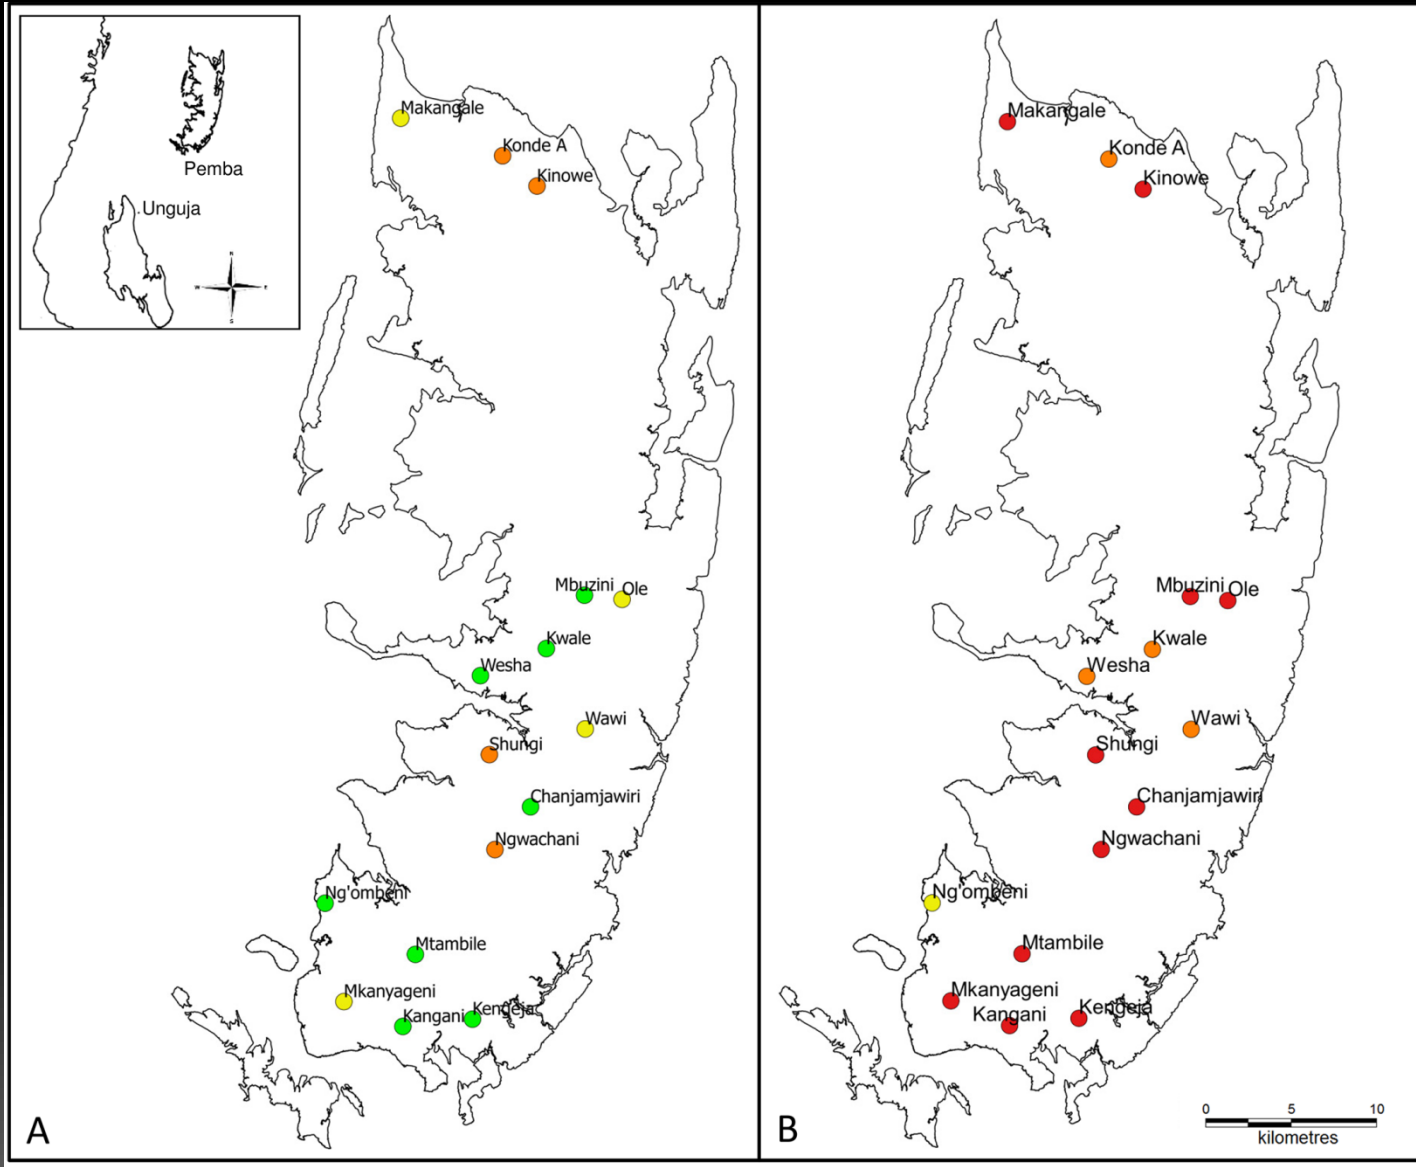 Pemba
Unguja
N
W
E
S
Makangale
Konde A
Kinowe
Mbuzini
Ole
Kwale
Wesha
Wawi
Shungi
Chanjamjawiri
Ngwachani
Ng'ombeni
Mtambile
Mkanyageni
Kangani
Kengeja
A
Makangale
Konde A
Kinowe
Mbuzini
Ole
Kwale
Wesha
Wawi
Shungi
Chanjamjawiri
Ngwachani
Ng'ombeni
Mtambile
Mkanyageni
Kangani
Kengeja
B
0 5 10
kilometres